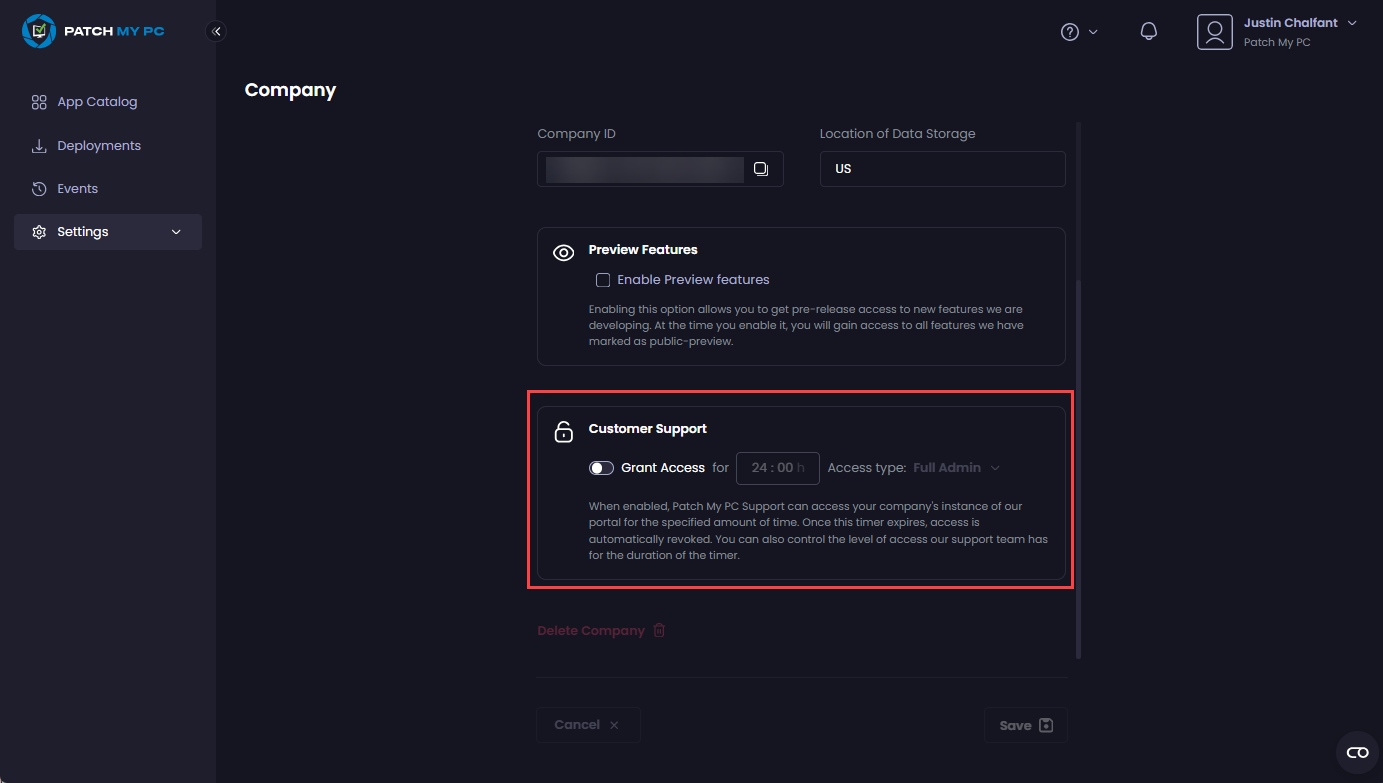 PATCH MY PC
Justin Chalfant
Patch My PC
Company
App Catalog
Deployments
Events
Settings
Company ID
Location of Data Storage
US
Preview Features
Enable Preview features
Enabling this option allows you to get pre-release access to new features we are
developing. At the time you enable it, you will gain access to all features we have
marked as public-preview.
Customer Support
Grant Access for 24 : 00 h Access type: Full Admin
When enabled, Patch My PC Support can access your company's instance of our
portal for the specified amount of time. Once this timer expires, access is
automatically revoked. You can also control the level of access our support team has
for the duration of the timer.
Delete Company
Cancel
Save